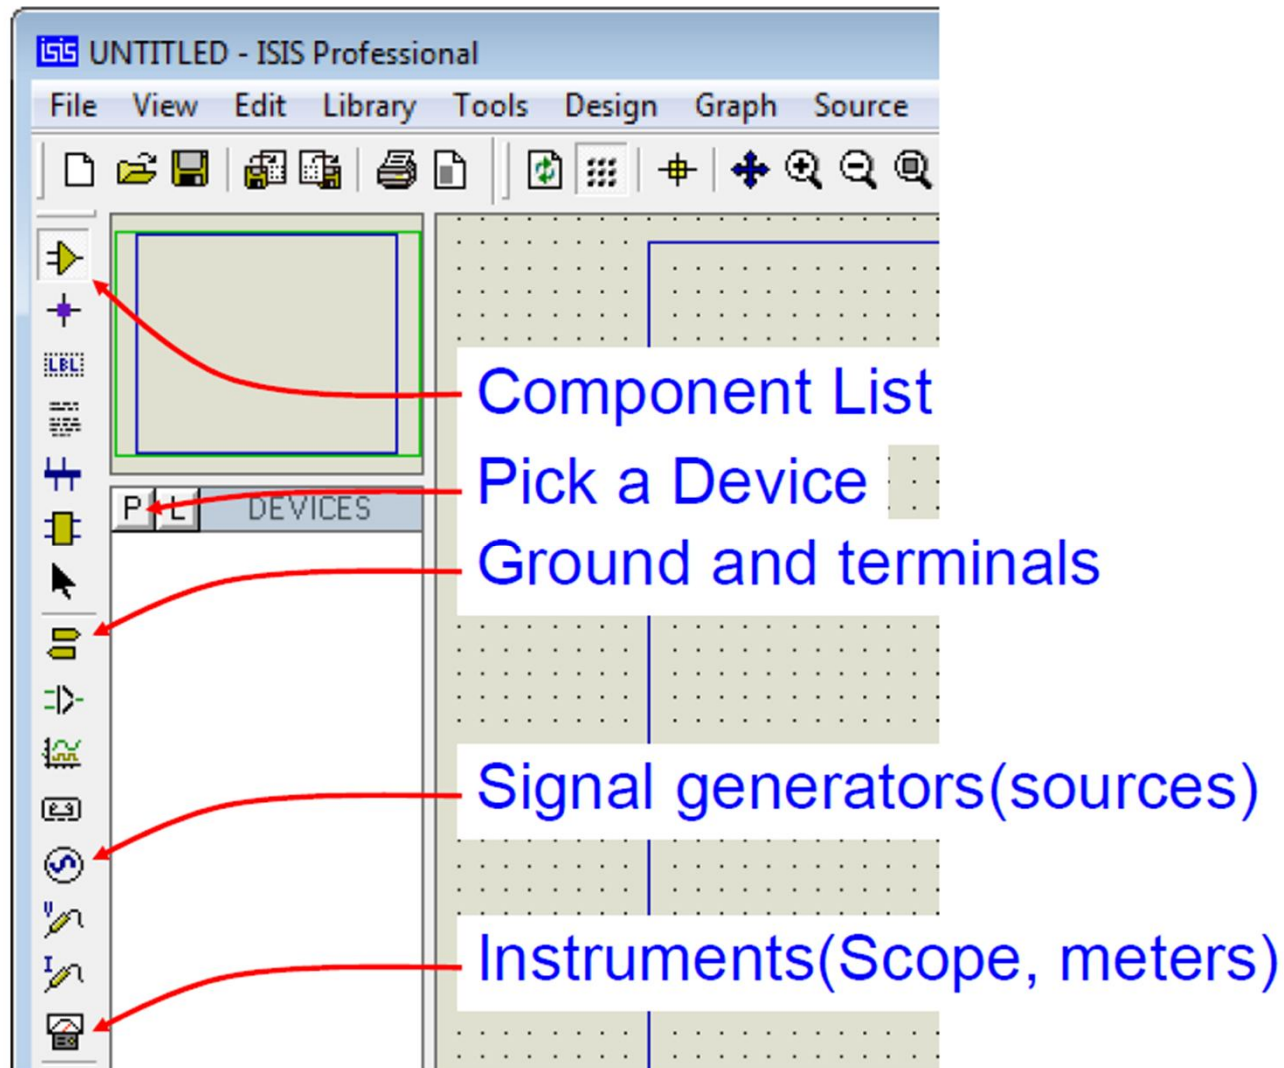 isis UNTITLED - ISIS Professional
File View Edit Library Tools Design Graph Source
LBL
Component List
Pick a Device
P L DEVICES
Ground and terminals
Signal generators(sources)
V
Instruments(Scope, meters)
I